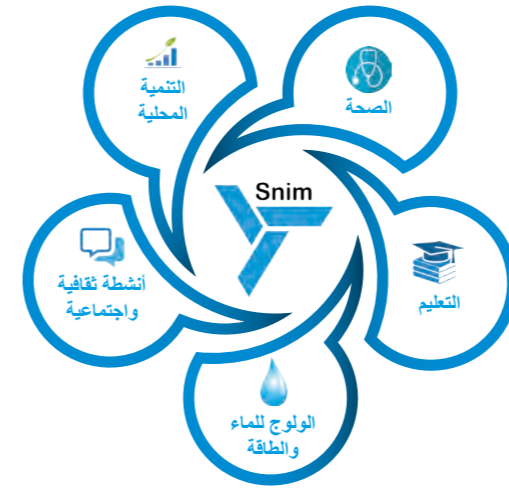 الصحة
التنمية
المحلية
Snim
التعليم
أنشطة ثقافية
واجتماعية
الولوج للماء
والطاقة